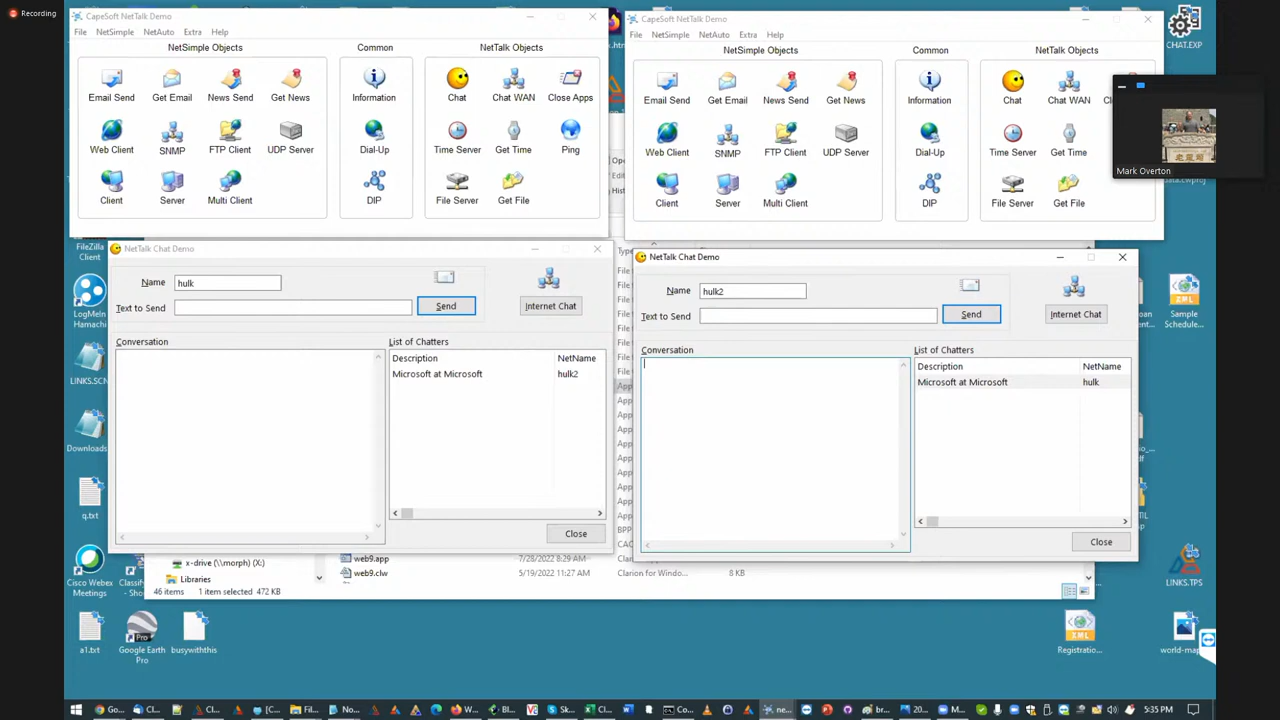 Recording
CapeSoft NetTalk Demo
File NetSimple NetAuto Extra Help
NetSimple Objects Common NetTalk Objects
Email Send Get Email News Send Get News Information Chat Chat WAN Close Apps
Web Client SNMP FTP Client UDP Server Dial-Up Time Server Get Time Ping
Client Server Multi Client DIP File Server Get File
CapeSoft NetTalk Demo
File NetSimple NetAuto Extra Help
NetSimple Objects Common NetTalk Objects
Email Send Get Email News Send Get News Information Chat Chat WAN
Web Client SNMP FTP Client UDP Server Dial-Up Time Server Get Time
Client Server Multi Client DIP File Server Get File
CHAT.EXP
Mark Overton
NetTalk Chat Demo
Name hulk
Text to Send Send Internet Chat
Conversation List of Chatters
Description NetName
Microsoft at Microsoft hulk2
Close
NetTalk Chat Demo
Name hulk2
Text to Send Send Internet Chat
Conversation List of Chatters
Description NetName
Microsoft at Microsoft hulk
Close
FileZilla
Client
LogMeIn
Hamachi
LINKS.SCN
Downloads
q.txt
Cisco Webex
Meetings
a1.txt
Google Earth
Pro
busywiththis
Sample
Schedule...
LINKS.TPS
Registratio...
world-map
x-drive (\\morph) (X:)
Libraries
web9.app 7/28/2022 8:29 AM
web9.clw 5/19/2022 11:27 AM Clarion for Windo... 8 KB
46 items 1 item selected 472 KB
5:35 PM